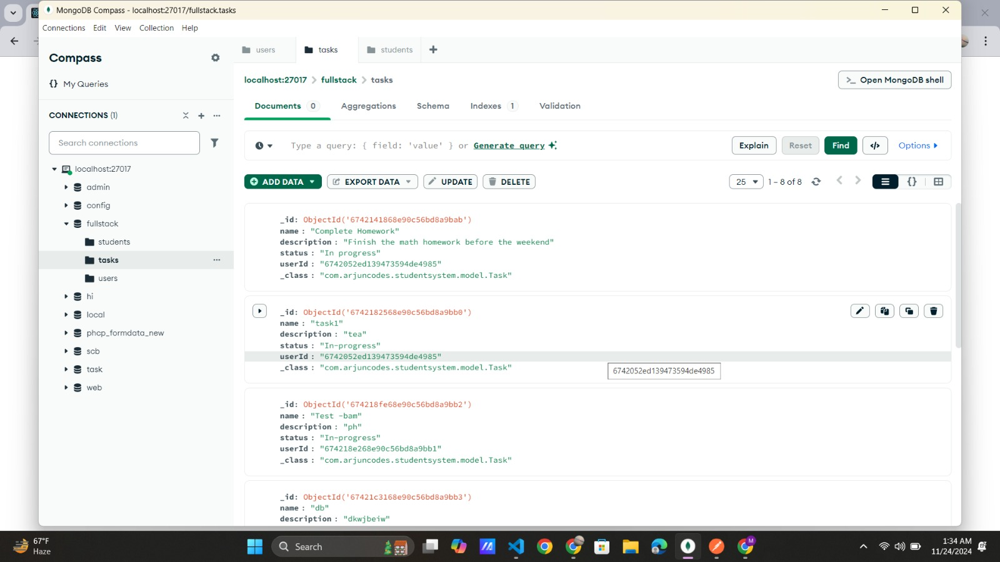 MongoDB Compass - localhost:27017/fullstack.tasks
Connections Edit View Collection Help
Compass
{} My Queries
CONNECTIONS (1)
Search connections
localhost:27017
admin
config
fullstack
students
tasks
users
hi
local
phcp_formdata_new
scb
task
web
users tasks students
localhost:27017 > fullstack > tasks
>_ Open MongoDB shell
Documents 0 Aggregations Schema Indexes 1 Validation
Type a query: { field: 'value' } or Generate query
Explain Reset Find </> Options
ADD DATA EXPORT DATA UPDATE DELETE
25 1 – 8 of 8 {}
_id: ObjectId('6742141868e90c56bd8a9bab')
name : "Complete Homework"
description : "Finish the math homework before the weekend"
status : "In progress"
userId : "6742052ed139473594de4985"
_class : "com.arjuncodes.studentsystem.model.Task"
_id: ObjectId('6742182568e90c56bd8a9bb0')
name : "task1"
description : "tea"
status : "In-progress"
userId : "6742052ed139473594de4985"
_class : "com.arjuncodes.studentsystem.model.Task"
6742052ed139473594de4985
_id: ObjectId('674218fe68e90c56bd8a9bb2')
name : "Test -bam"
description : "ph"
status : "In-progress"
userId : "674218e268e90c56bd8a9bb1"
_class : "com.arjuncodes.studentsystem.model.Task"
_id: ObjectId('67421c3168e90c56bd8a9bb3')
name : "db"
description : "dkwjbeiw"
67°F
Haze
Search
M
1:34 AM
11/24/2024